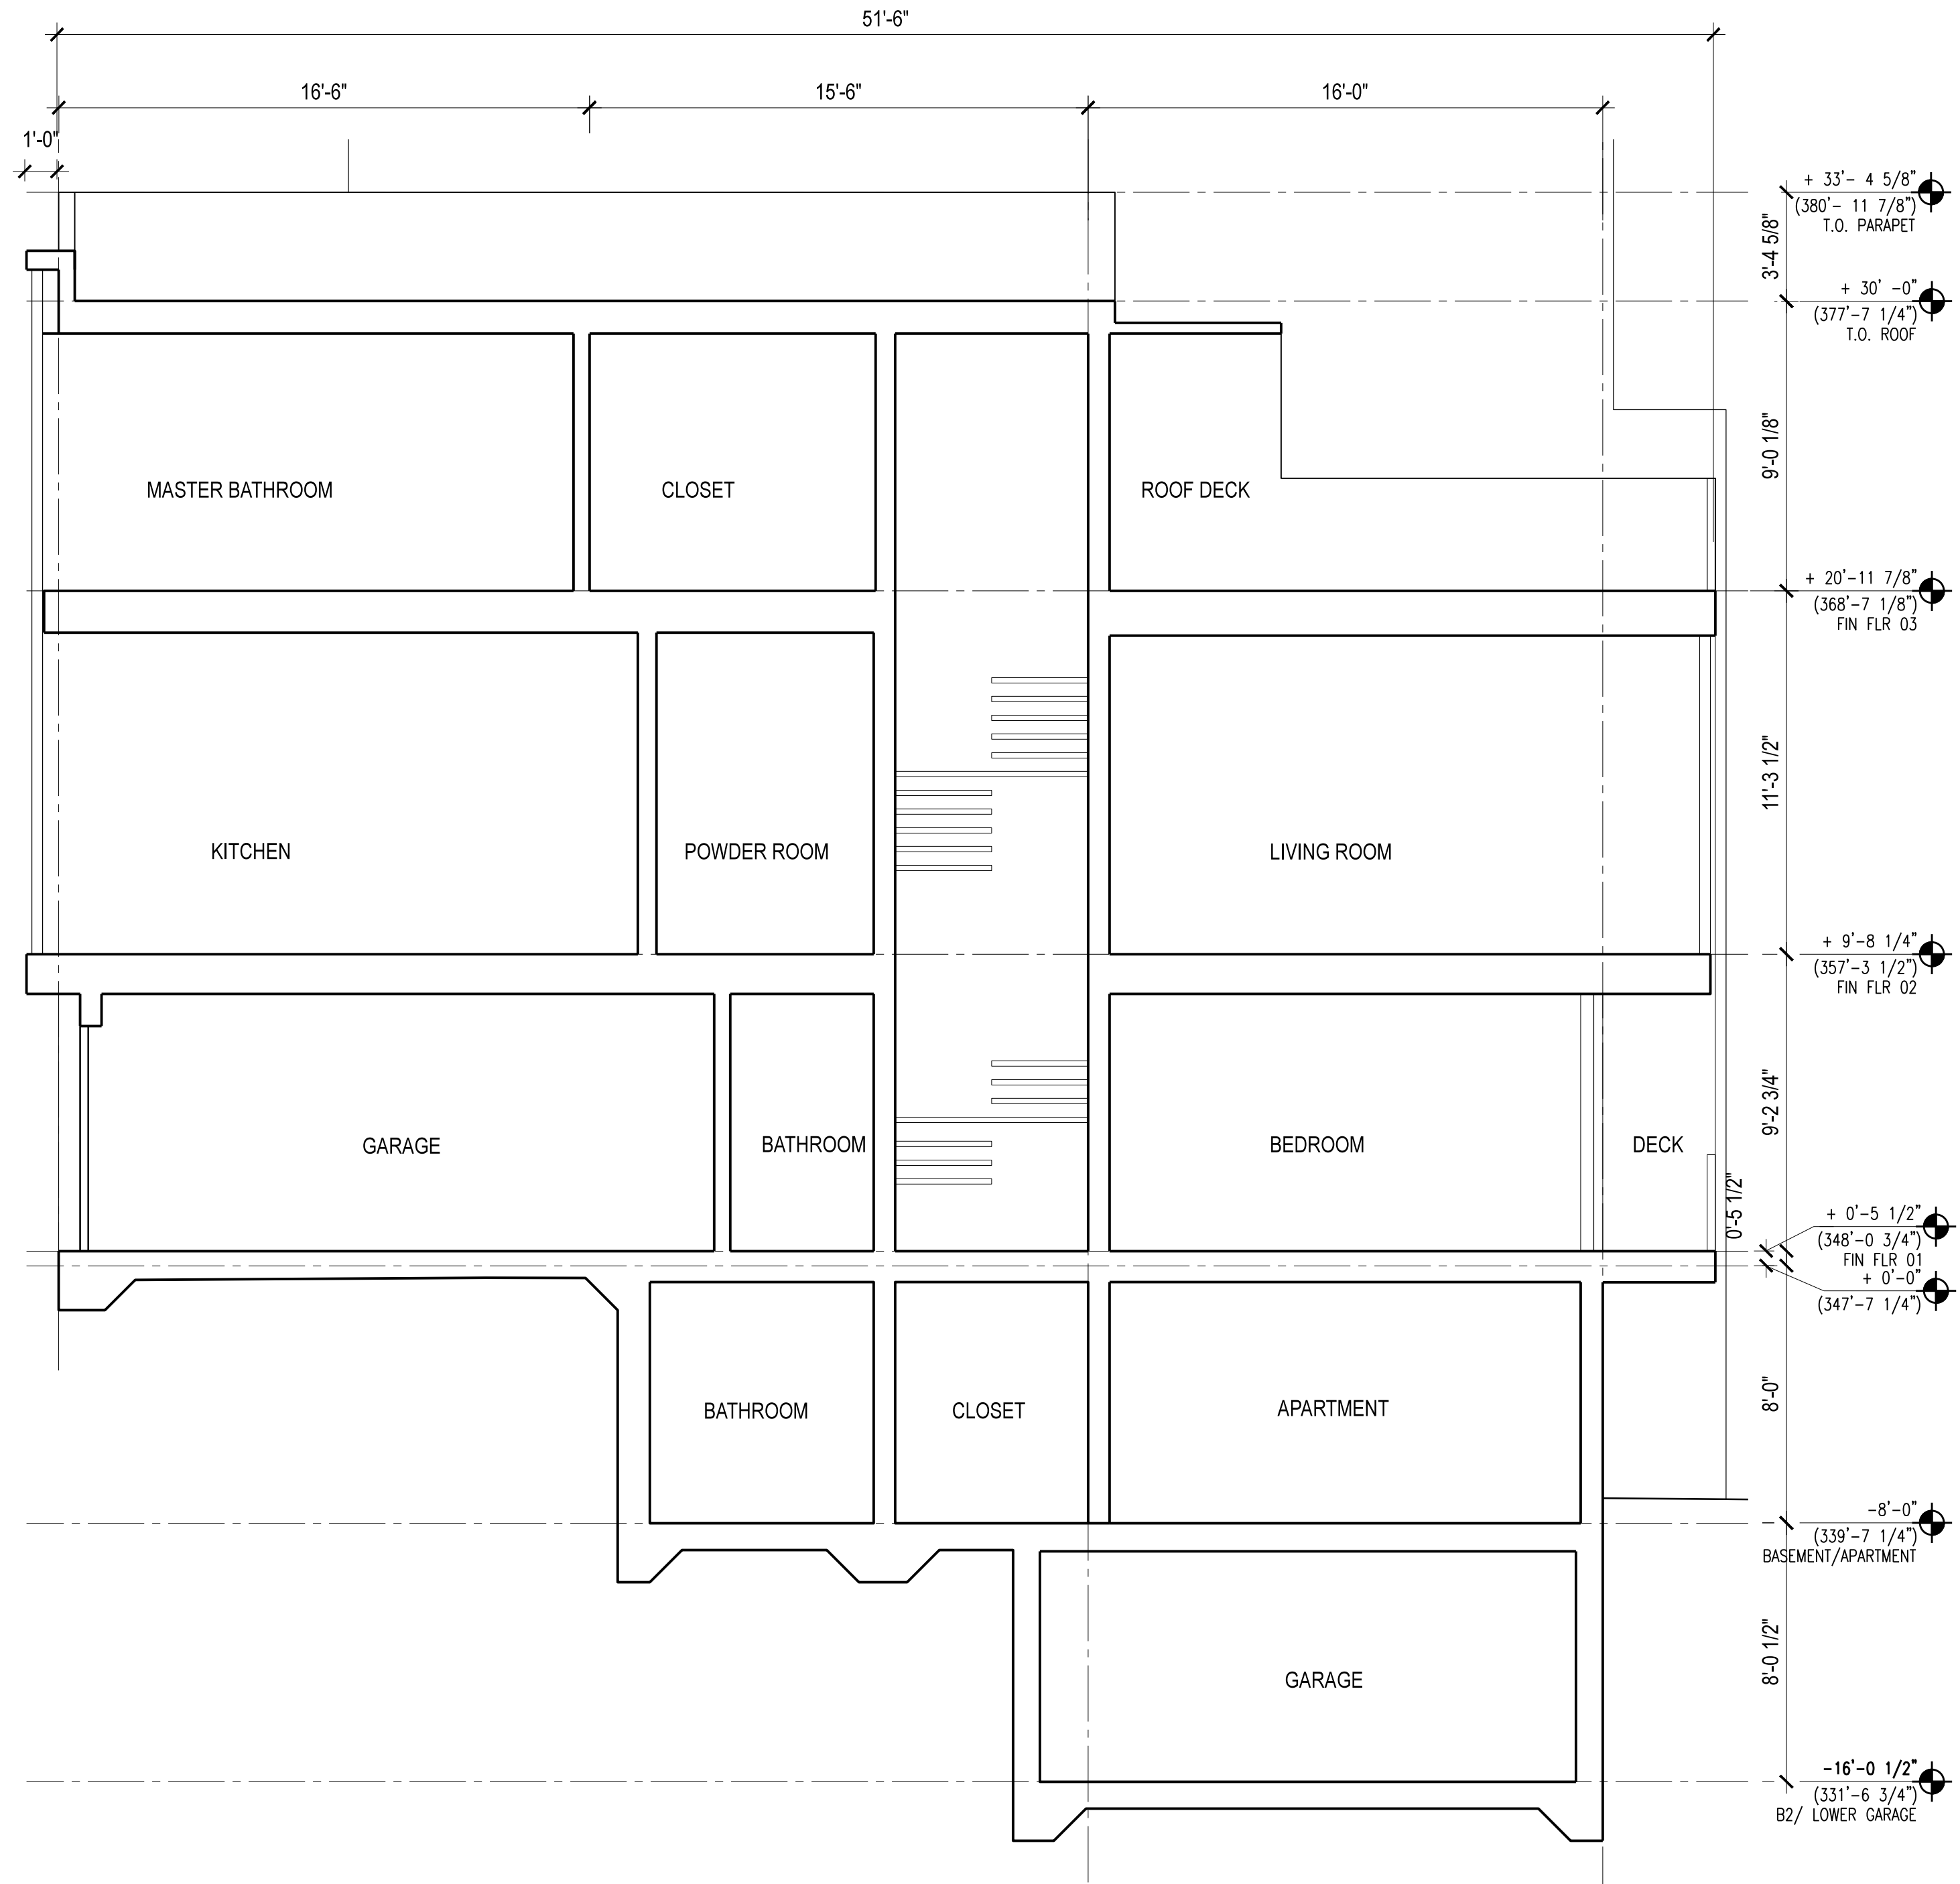 51'-6"
16'-6"
15'-6"
16'-0"
1'-0"
+ 33'- 4 5/8"
(380'- 11 7/8")
T.O. PARAPET
3'-4 5/8"
+ 30' -0"
(377'-7 1/4")
T.O. ROOF
9'-0 1/8"
MASTER BATHROOM
CLOSET
ROOF DECK
+ 20'-11 7/8"
(368'-7 1/8")
FIN FLR 03
11'-3 1/2"
KITCHEN
POWDER ROOM
LIVING ROOM
+ 9'-8 1/4"
(357'-3 1/2")
FIN FLR 02
9'-2 3/4"
GARAGE
BATHROOM
BEDROOM
DECK
0'-5 1/2"
+ 0'-5 1/2"
(348'-0 3/4")
FIN FLR 01
+ 0'-0"
(347'-7 1/4")
8'-0"
BATHROOM
CLOSET
APARTMENT
-8'-0"
(339'-7 1/4")
BASEMENT/APARTMENT
8'-0 1/2"
GARAGE
-16'-0 1/2"
(331'-6 3/4")
B2/ LOWER GARAGE